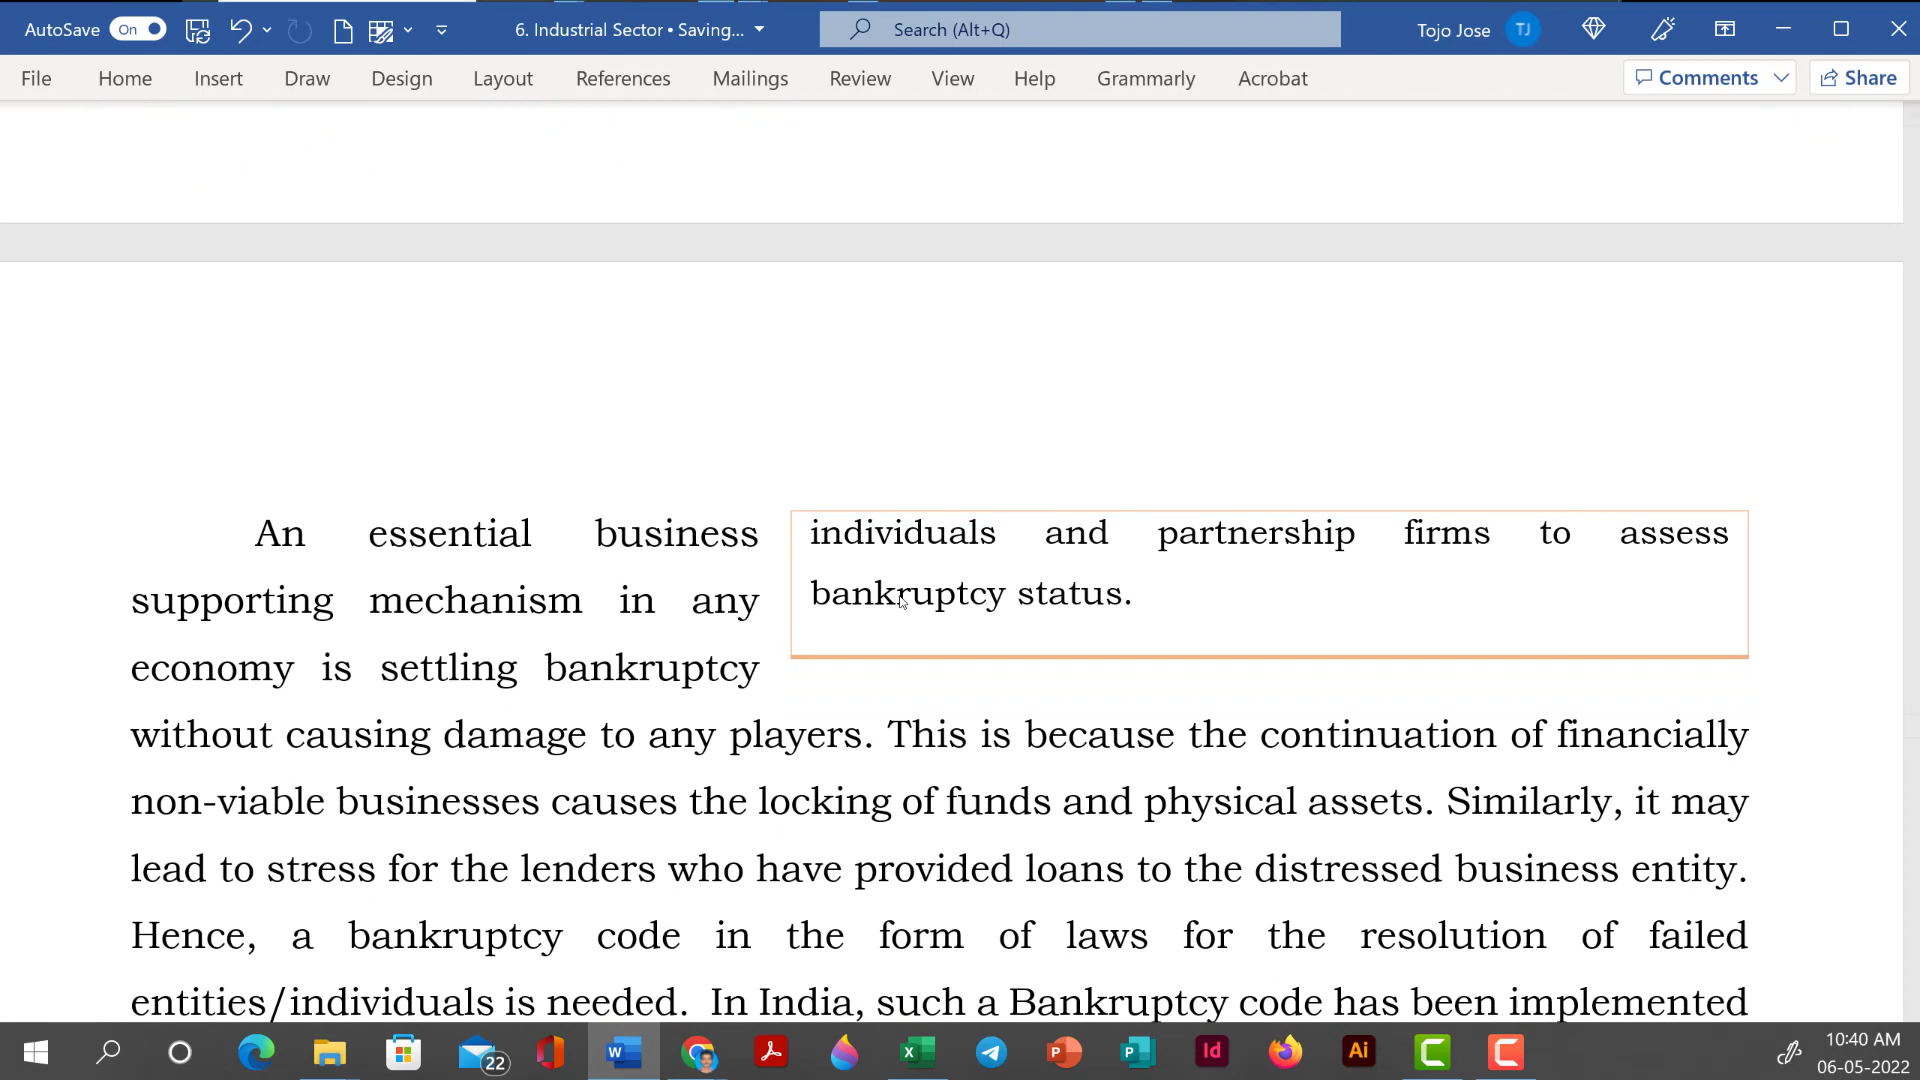 AutoSave On 6. Industrial Sector • Saving... Search (Alt+Q) Tojo Jose TJ
File Home Insert Draw Design Layout References Mailings Review View Help Grammarly Acrobat Comments Share
An essential business
supporting mechanism in any
economy is settling bankruptcy
individuals and partnership firms to assess
bankruptcy status.
without causing damage to any players. This is because the continuation of financially
non-viable businesses causes the locking of funds and physical assets. Similarly, it may
lead to stress for the lenders who have provided loans to the distressed business entity.
Hence, a bankruptcy code in the form of laws for the resolution of failed
entities/individuals is needed. In India, such a Bankruptcy code has been implemented
22 W X P P Id Ai C C
10:40 AM
06-05-2022